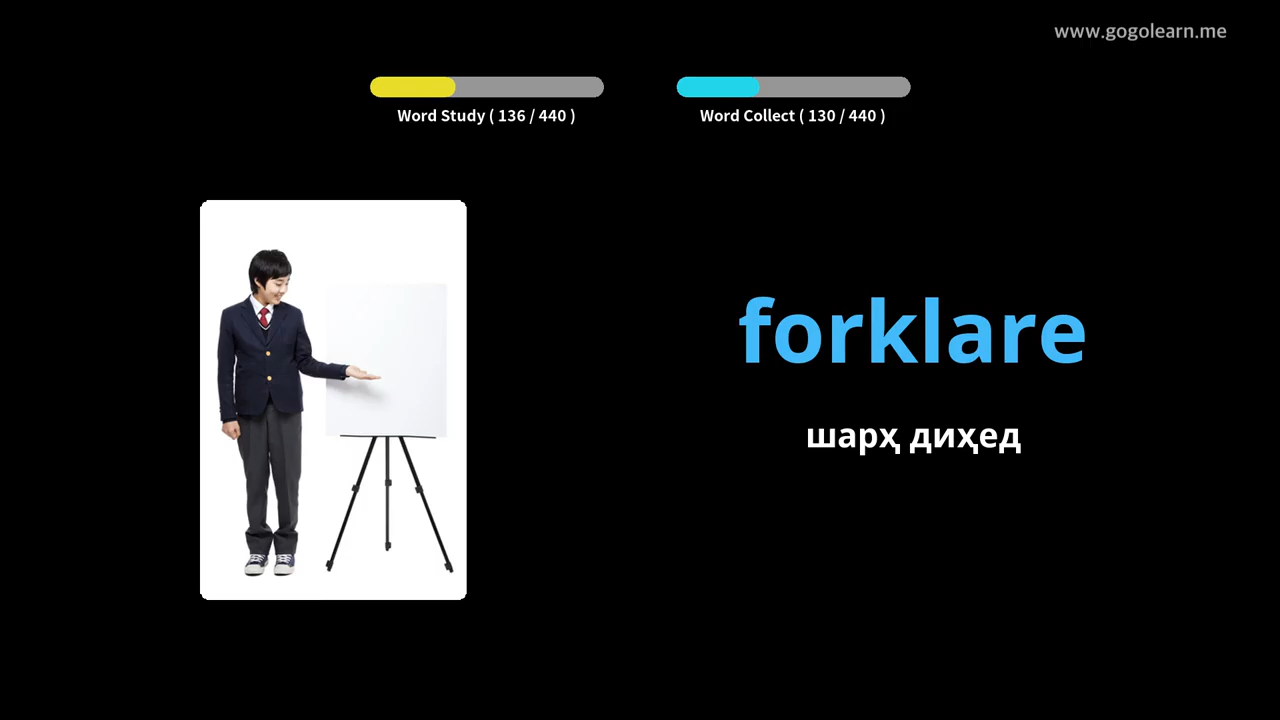 www.gogolearn.me
Word Study ( 136 / 440 )
Word Collect ( 130 / 440 )
forklare
шарҳ диҳед